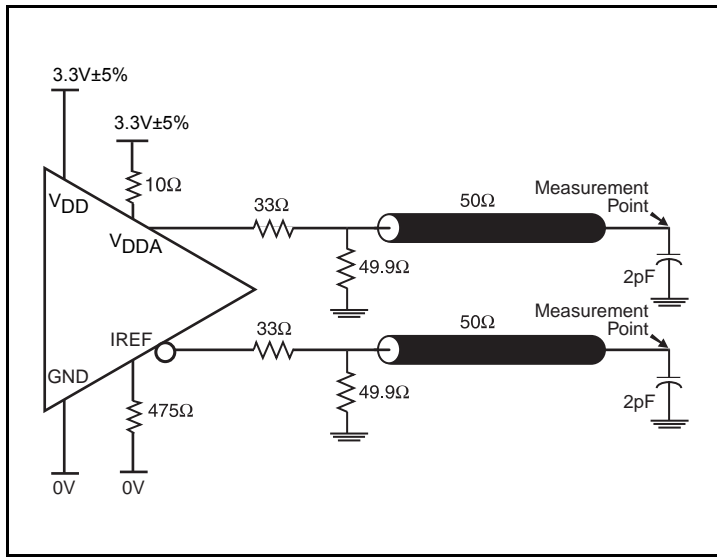 3.3V±5%
3.3V±5%
10Ω
VDD
VDDA
33Ω
50Ω
Measurement
Point
49.9Ω
2pF
IREF
33Ω
50Ω
Measurement
Point
GND
475Ω
49.9Ω
2pF
0V
0V